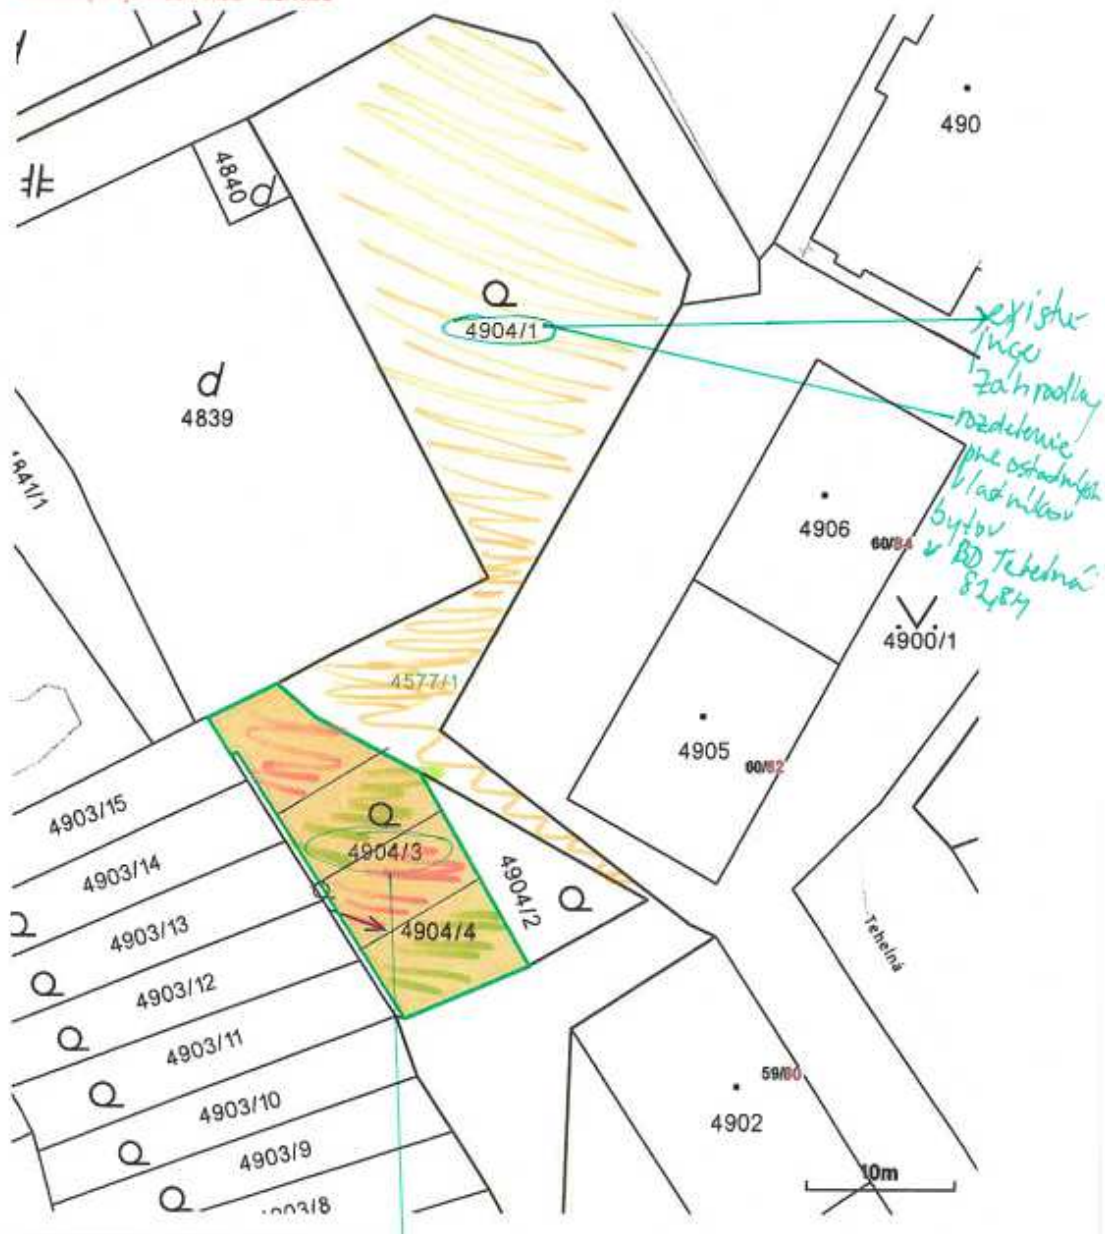 490
4840
4904/1
4839
existu-
júce
záhradky
rozdelenie
pre ostatných
vlastníkov
bytov
v BD Tehelná
82,84
4906
60/84
4900/1
4577/1
4905
60/82
4903/15
4904/3
4903/14
4904/2
4904/4
4903/13
Tehelná
4903/12
4903/11
59/80
4903/10
4902
4903/9
10m